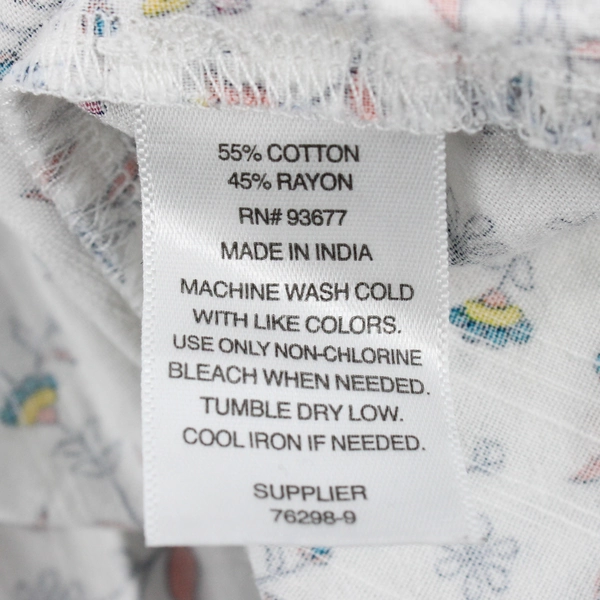 55% COTTON
45% RAYON
RN# 93677
MADE IN INDIA
MACHINE WASH COLD
WITH LIKE COLORS.
USE ONLY NON-CHLORINE
BLEACH WHEN NEEDED.
TUMBLE DRY LOW.
COOL IRON IF NEEDED.
SUPPLIER
76298-9